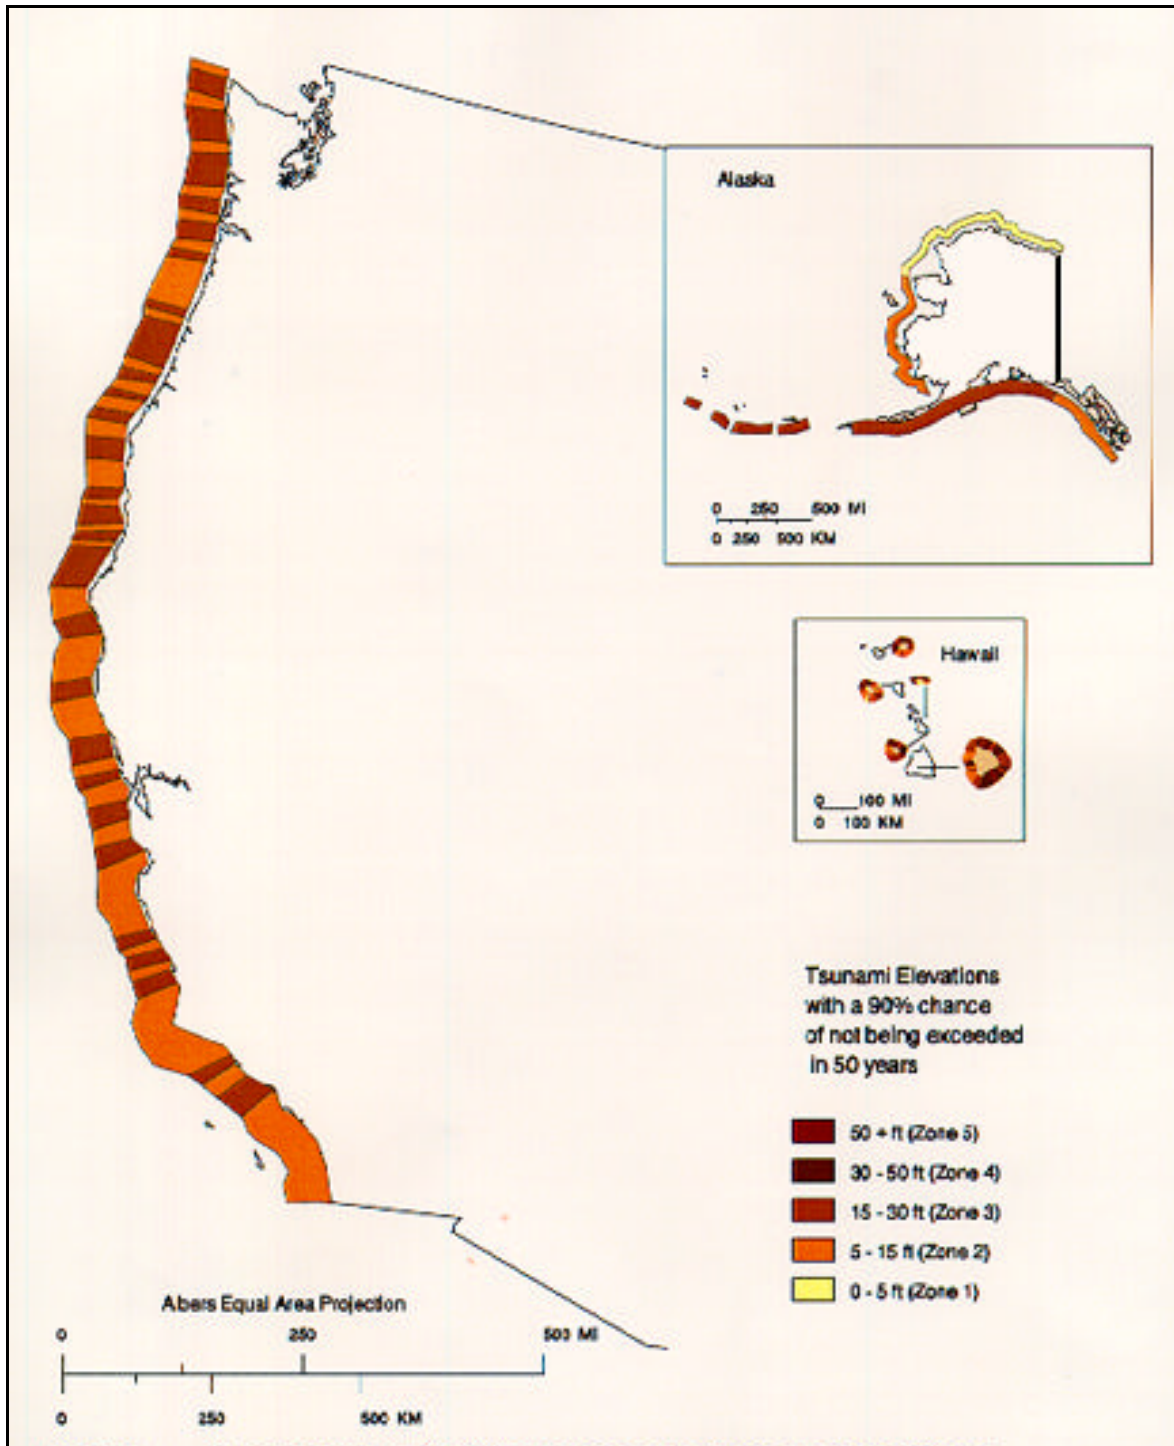 Alaska
0 250 500 MI
0 250 500 KM
Hawaii
0 100 MI
0 100 KM
Tsunami Elevations
with a 90% chance
of not being exceeded
in 50 years
50 + ft (Zone 5)
30 - 50 ft (Zone 4)
15 - 30 ft (Zone 3)
5 - 15 ft (Zone 2)
0 - 5 ft (Zone 1)
Abers Equal Area Projection
0 250 500 MI
0 250 500 KM